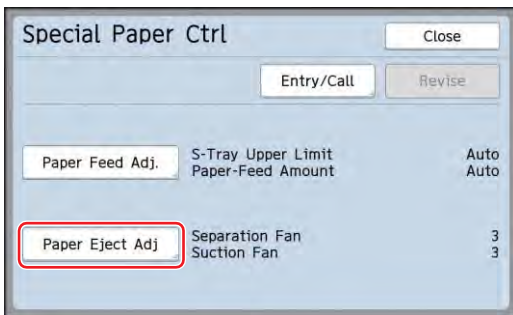 Special Paper Ctrl
Close
Entry/Call
Revise
Paper Feed Adj.
S-Tray Upper Limit Auto
Paper-Feed Amount Auto
Paper Eject Adj
Separation Fan 3
Suction Fan 3